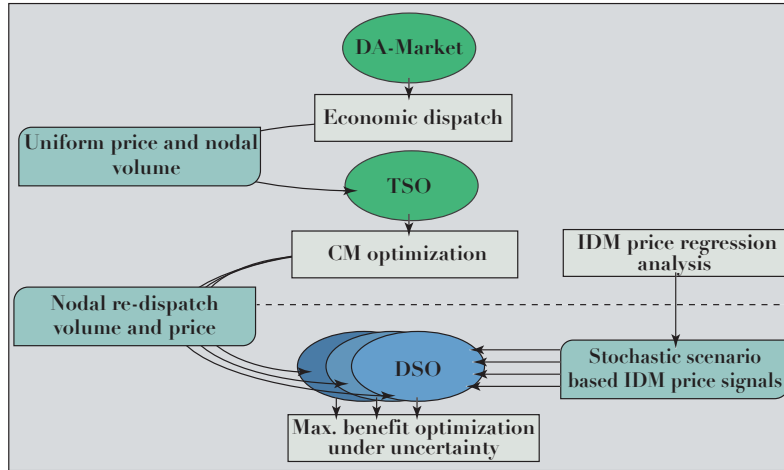 DA-Market
Economic dispatch
Uniform price and nodal
volume
TSO
CM optimization
IDM price regression
analysis
Nodal re-dispatch
volume and price
DSO
Stochastic scenario
based IDM price signals
Max. benefit optimization
under uncertainty